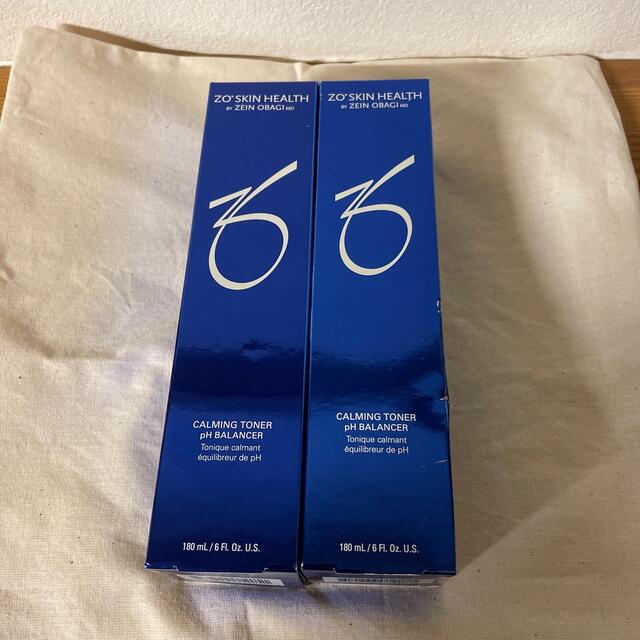 ZO® SKIN HEALTH
BY ZEIN OBAGI MD
CALMING TONER
pH BALANCER
Tonique calmant
équilibreur de pH
180 mL / 6 Fl. Oz. U.S.
ZO® SKIN HEALTH
BY ZEIN OBAGI MD
CALMING TONER
pH BALANCER
Tonique calmant
équilibreur de pH
180 mL / 6 Fl. Oz. U.S.